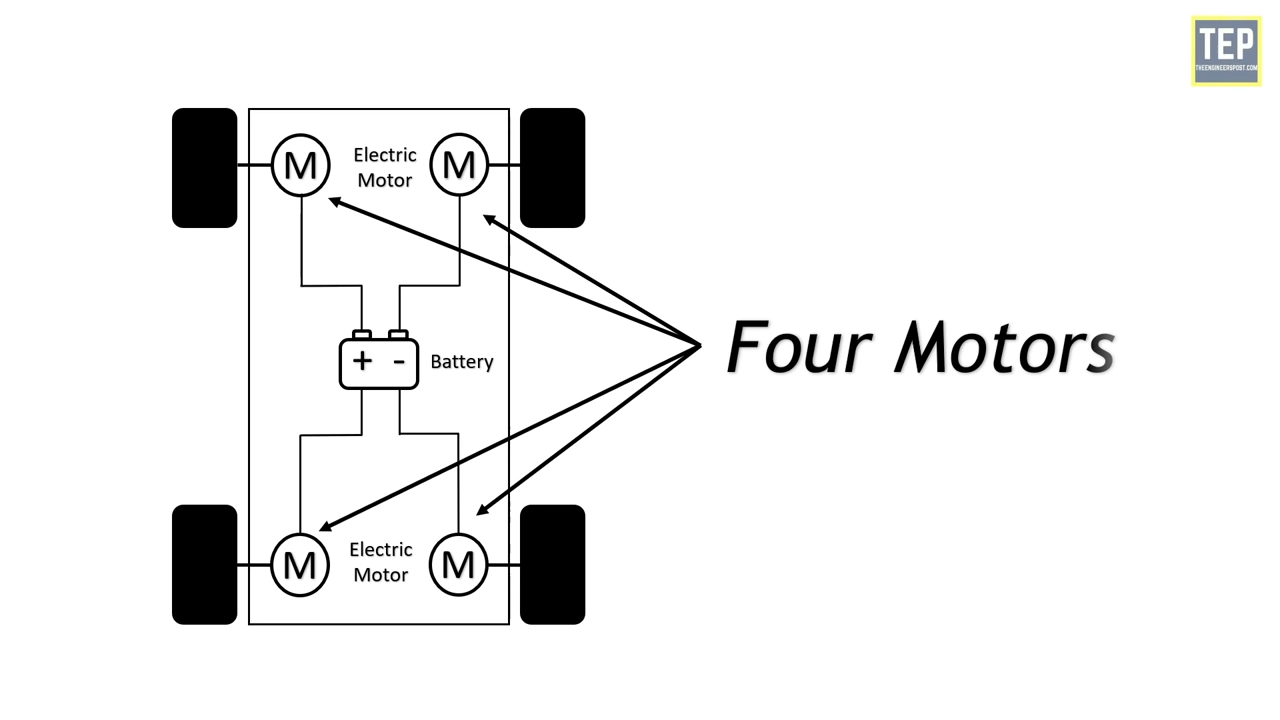 TEP
THEENGINEERSPOST.COM
M
Electric
Motor
M
+ -
Battery
Four Motors
M
Electric
Motor
M